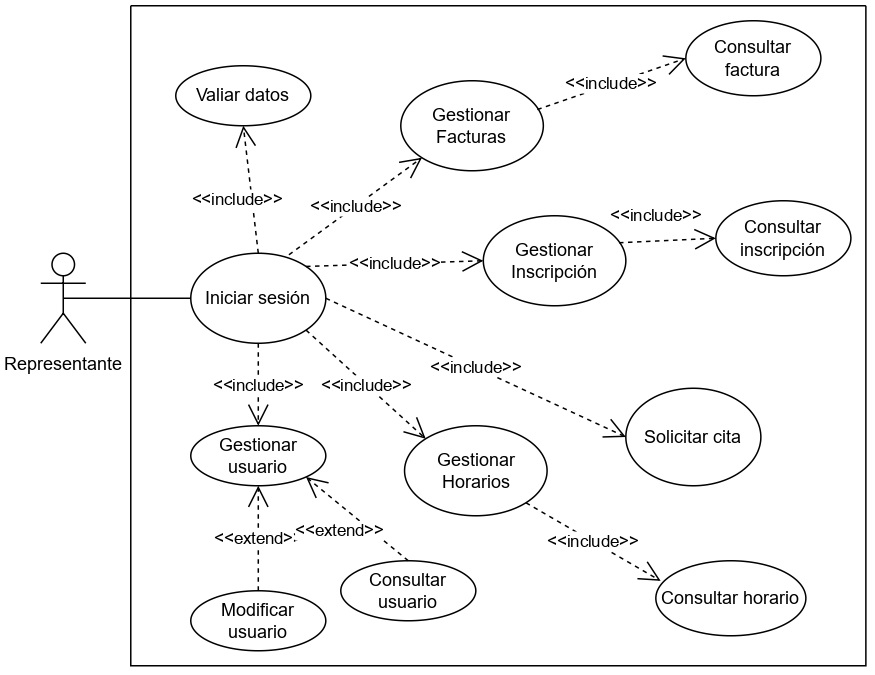 Consultar
factura
Valiar datos
<<include>>
Gestionar
Facturas
<<include>>
<<include>>
<<include>>
Consultar
inscripción
Gestionar
Inscripción
<<include>>
Iniciar sesión
Representante
<<include>>
<<include>>
<<include>>
Solicitar cita
Gestionar
usuario
Gestionar
Horarios
<<extend>
<<extend>>
<<include>>
Consultar
usuario
Consultar horario
Modificar
usuario